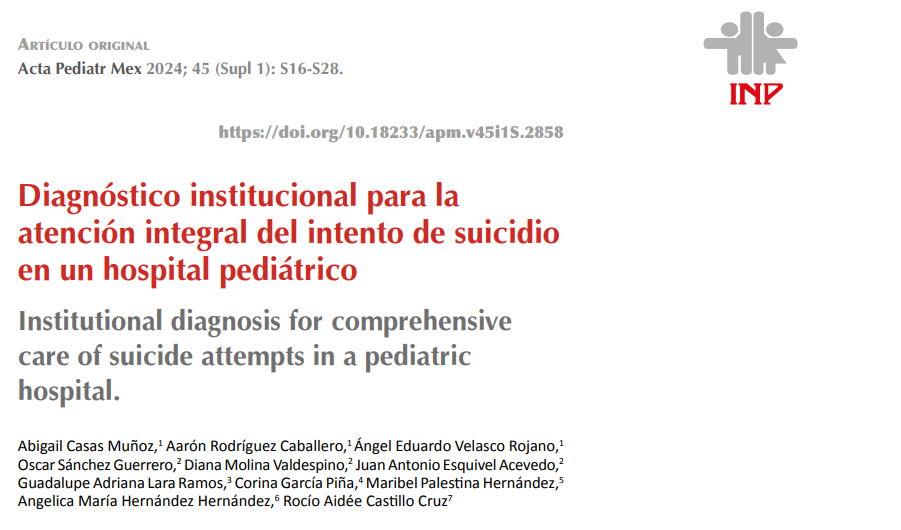 ARTÍCULO ORIGINAL
Acta Pediatr Mex 2024; 45 (Supl 1): S16-S28.
INP
https://doi.org/10.18233/apm.v45i1S.2858
Diagnóstico institucional para la
atención integral del intento de suicidio
en un hospital pediátrico
Institutional diagnosis for comprehensive
care of suicide attempts in a pediatric
hospital.
Abigail Casas Muñoz,¹ Aarón Rodríguez Caballero,¹ Ángel Eduardo Velasco Rojano,¹
Oscar Sánchez Guerrero,² Diana Molina Valdespino,² Juan Antonio Esquivel Acevedo,²
Guadalupe Adriana Lara Ramos,³ Corina García Piña,⁴ Maribel Palestina Hernández,⁵
Angelica María Hernández Hernández,⁶ Rocío Aidée Castillo Cruz⁷